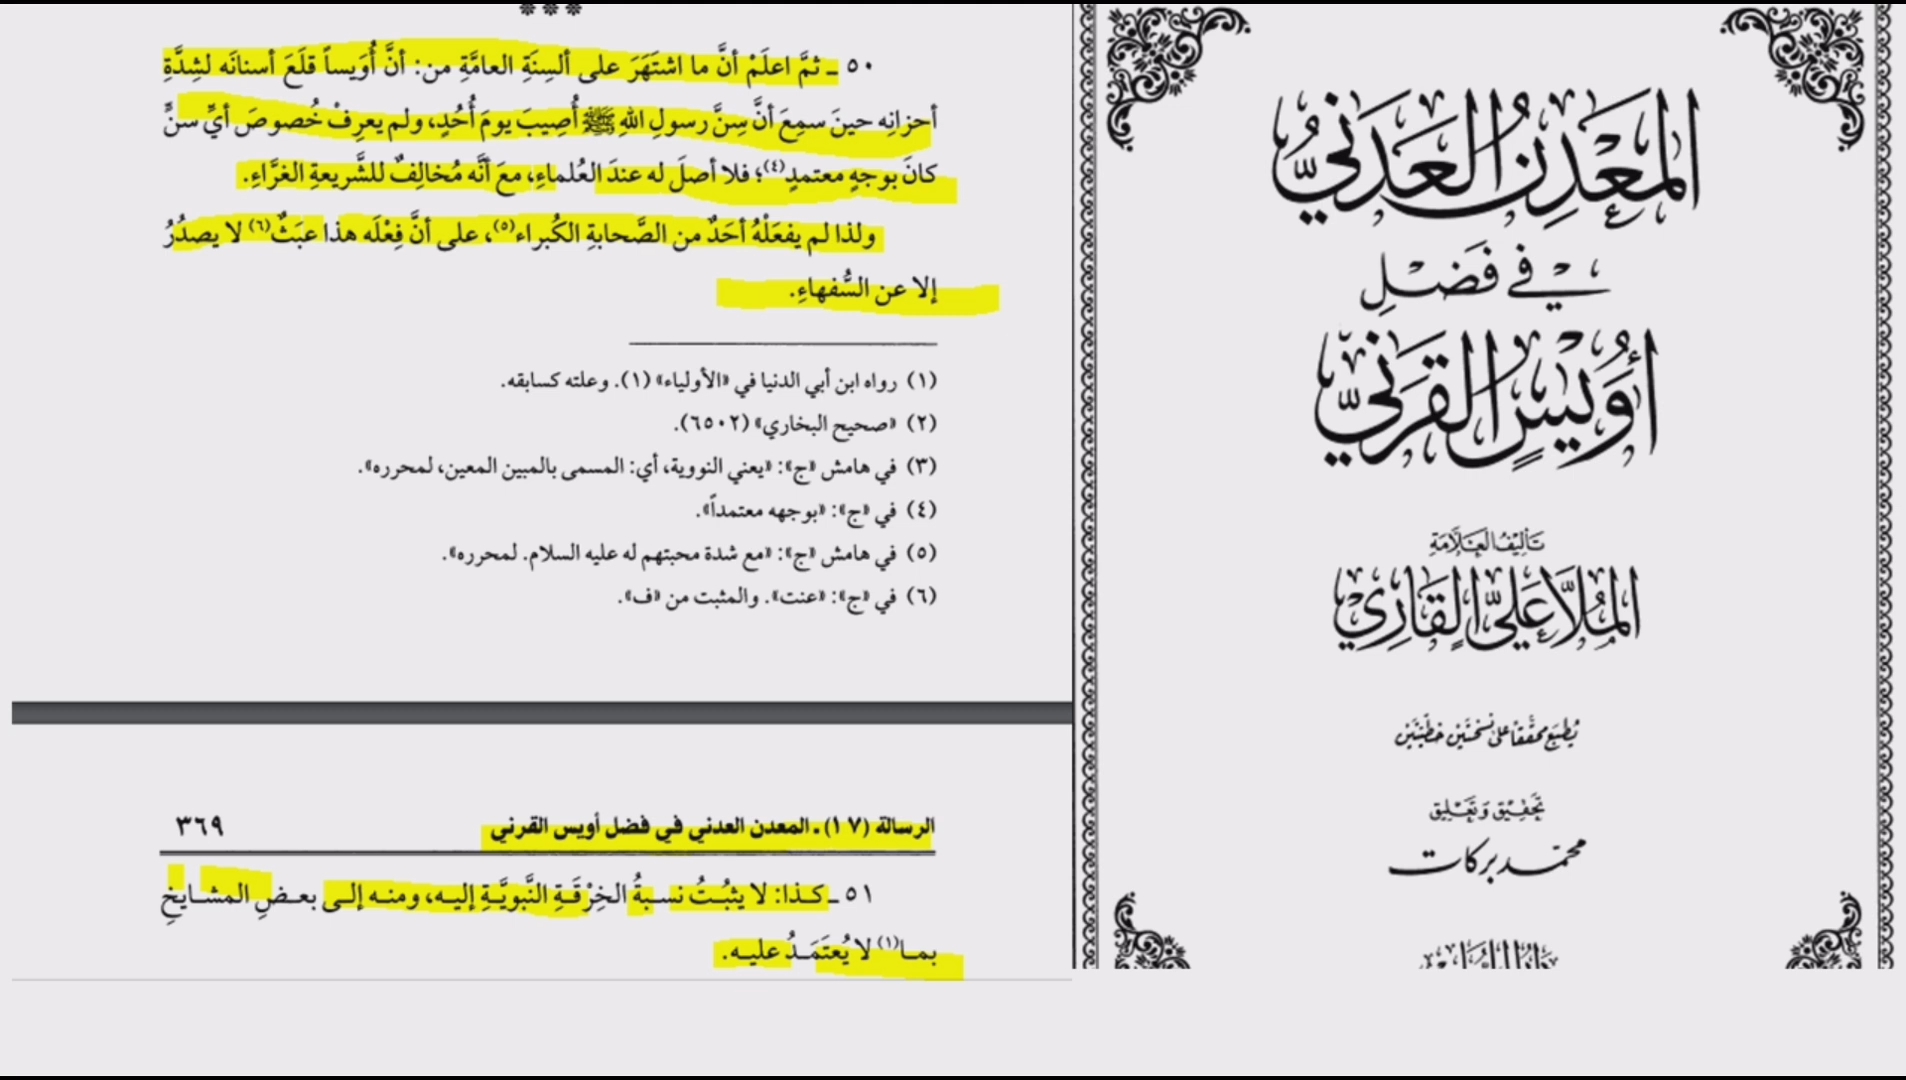 المعدن العدني
في فضل
أويس القرني
تأليف العلامة
الملا علي القاري
يطبع محققا على نسختين خطيتين
تحقيق وتعليق
محمد بركات
***
٥٠ ـ ثمَّ اعلَمْ أنَّ ما اشتَهَرَ على ألسِنَةِ العامَّةِ من: أنَّ أُوَيساً قلَعَ أسنانَه لشِدَّةِ
أحزانِه حينَ سمِعَ أنَّ سِنَّ رسولِ اللهِ ﷺ أُصِيبَ يومَ أُحُدٍ، ولم يعرِفْ خُصوصَ أيِّ سنٍّ
كانَ بوجهٍ معتمدٍ(٤)؛ فلا أصلَ له عندَ العُلماءِ، معَ أنَّه مُخالِفٌ للشَّريعةِ الغرَّاءِ.
ولذا لم يفعَلْهُ أحَدٌ من الصَّحابةِ الكُبراء(٥)، على أنَّ فِعْلَه هذا عبَثٌ(٦) لا يصدُرُ
إلا عن السُّفهاءِ.
(١) رواه ابن أبي الدنيا في «الأولياء» (١). وعلته كسابقه.
(٢) «صحيح البخاري» (٦٥٠٢).
(٣) في هامش «ج»: «يعني النووية، أي: المسمى بالمبين المعين، لمحرره».
(٤) في «ج»: «بوجهه معتمداً».
(٥) في هامش «ج»: «مع شدة محبتهم له عليه السلام. لمحرره».
(٦) في «ج»: «عنت». والمثبت من «ف».
الرسالة (١٧) ـ المعدن العدني في فضل أويس القرني ٣٦٩
٥١ ـ كذا: لا يثبُتُ نسبةُ الخِرْقَةِ النَّبويَّةِ إليه، ومنه إلى بعضِ المشايخِ
بما(١) لا يُعتَمَدُ عليه.